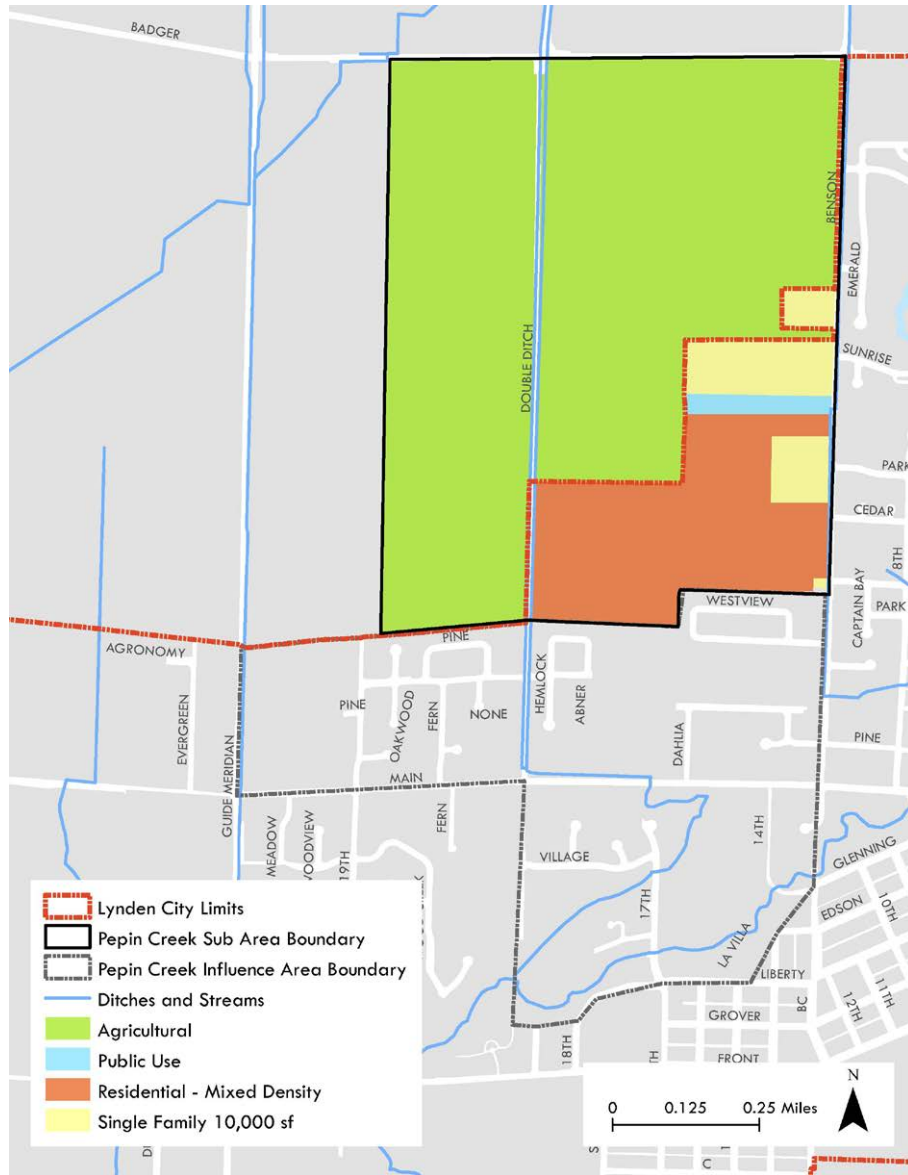 BADGER
BENSON
EMERALD
SUNRISE
DOUBLE DITCH
PARK
CEDAR
8TH
WESTVIEW
CAPTAIN BAY
PARK
PINE
AGRONOMY
EVERGREEN
GUIDE MERIDIAN
PINE
OAKWOOD
FERN
NONE
HEMLOCK
ABNER
DAHLIA
PINE
MAIN
MEADOW
WOODVIEW
19TH
FERN
VILLAGE
17TH
14TH
GLENNING
EDSON
10TH
LA VILLA
LIBERTY
BC
12TH
11TH
GROVER
FRONT
18TH
TH
Lynden City Limits
Pepin Creek Sub Area Boundary
Pepin Creek Influence Area Boundary
Ditches and Streams
Agricultural
Public Use
Residential - Mixed Density
Single Family 10,000 sf
N
0 0.125 0.25 Miles
S
C